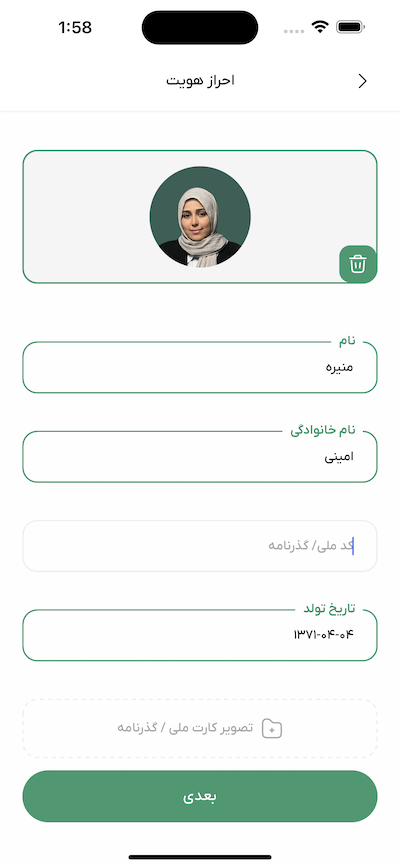 1:58
احراز هویت
نام
منیره
نام خانوادگی
امینی
کد ملی/ گذرنامه
تاریخ تولد
۱۳۷۱-۰۴-۰۴
تصویر کارت ملی / گذرنامه
بعدی